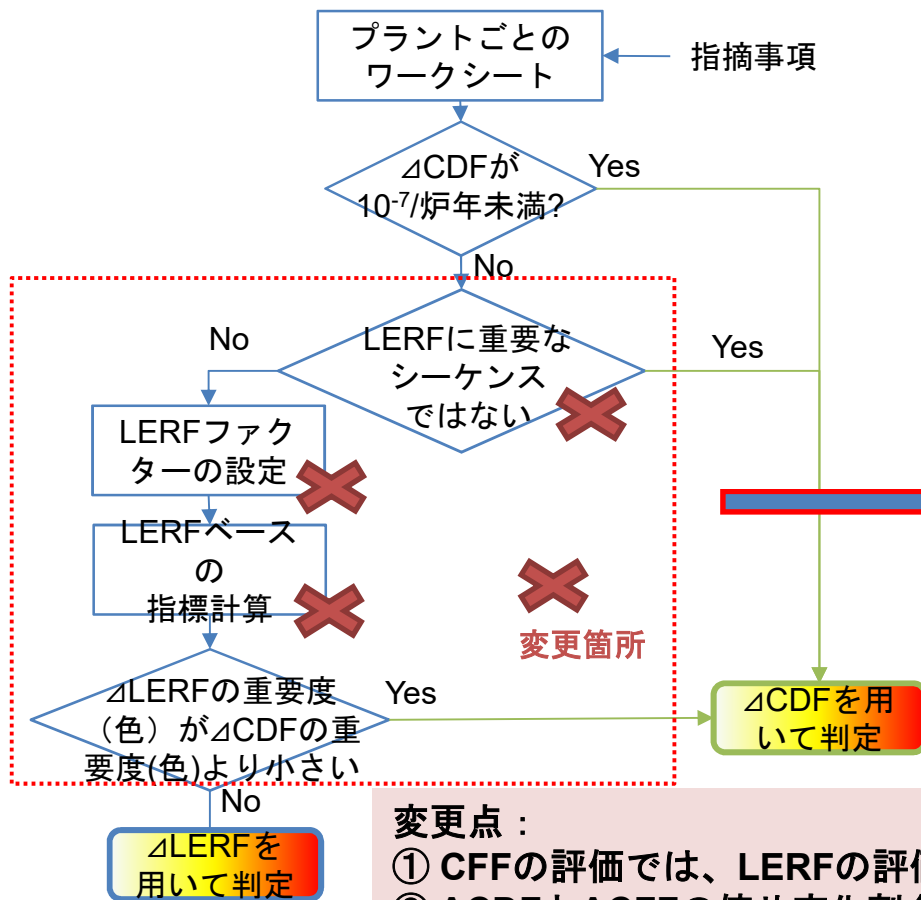 プラントごとの
ワークシート
指摘事項
⊿CDFが
10-7/炉年未満?
Yes
No
LERFに重要な
シーケンス
ではない
No
Yes
LERFファク
ターの設定
LERFベース
の
指標計算
変更箇所
⊿LERFの重要度
(色)が⊿CDFの重
要度(色)より小さい
Yes
⊿CDFを用
いて判定
No
⊿LERFを
用いて判定
変更点:
① CFFの評価では、LERFの評